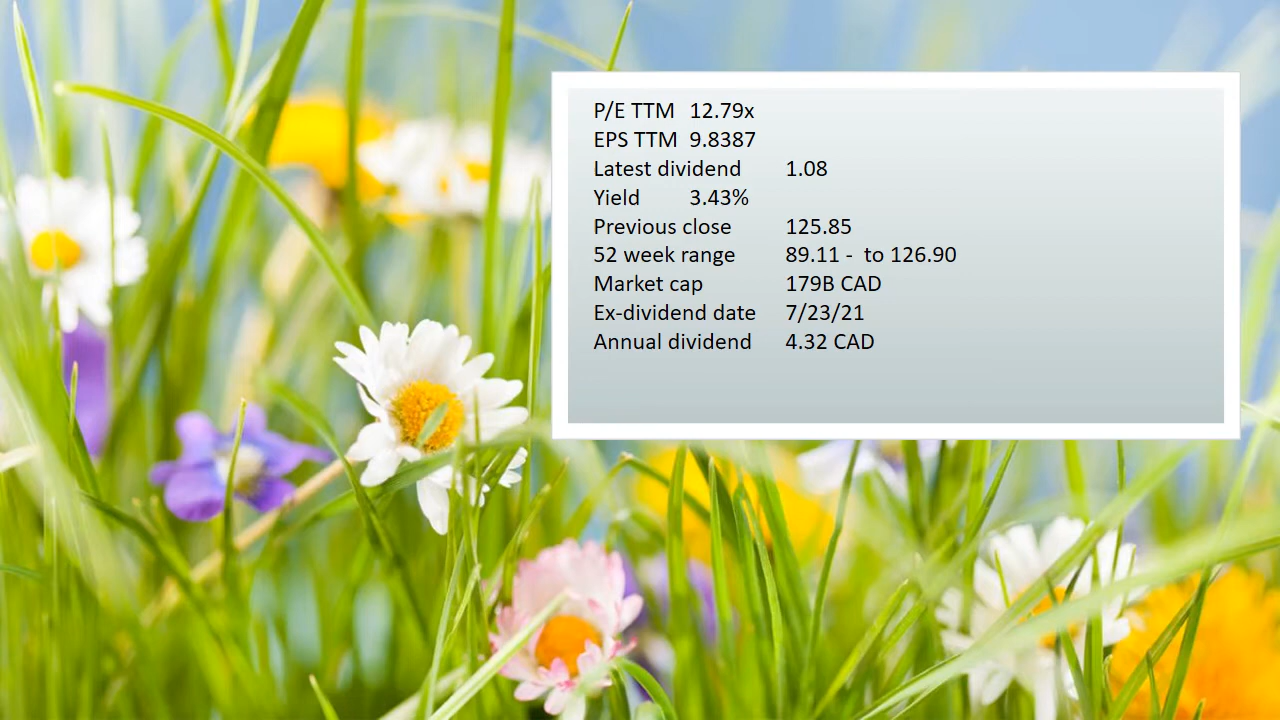 P/E TTM 12.79x
EPS TTM 9.8387
Latest dividend 1.08
Yield 3.43%
Previous close 125.85
52 week range 89.11 -  to 126.90
Market cap 179B CAD
Ex-dividend date 7/23/21
Annual dividend 4.32 CAD